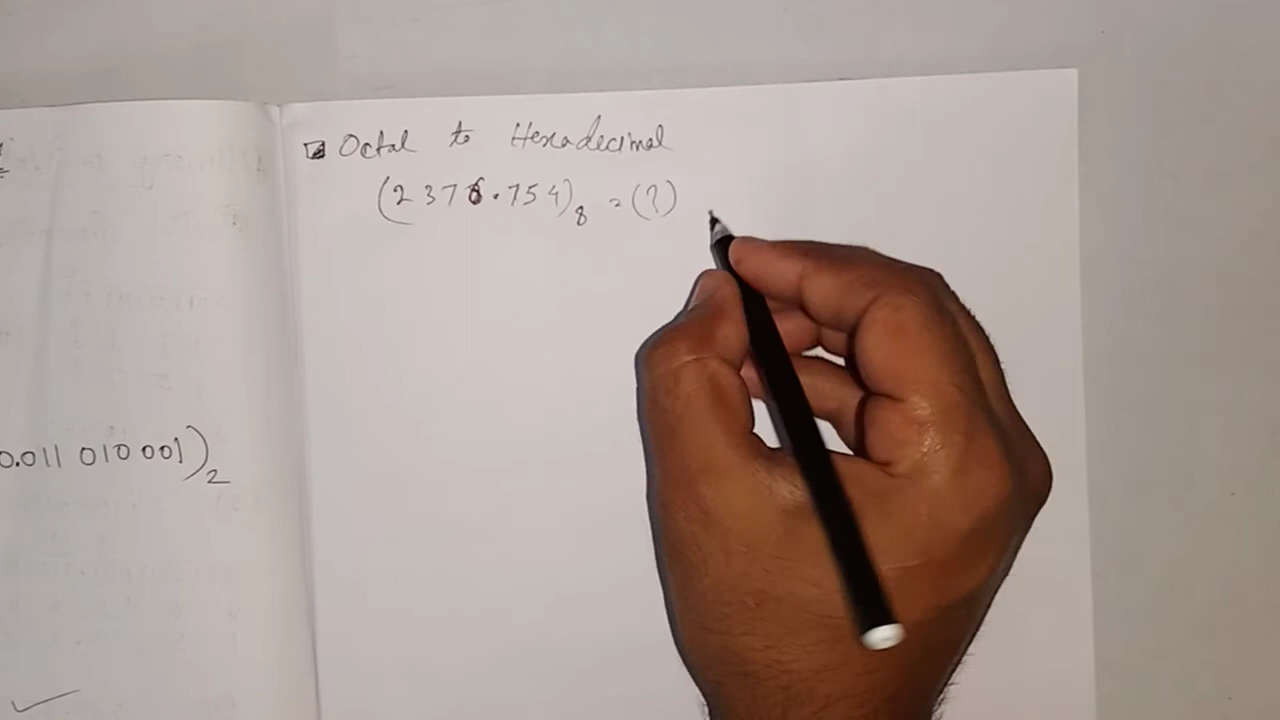 Octal to Hexadecimal
(2376.754)8 = (?)
0.011 010 001)2